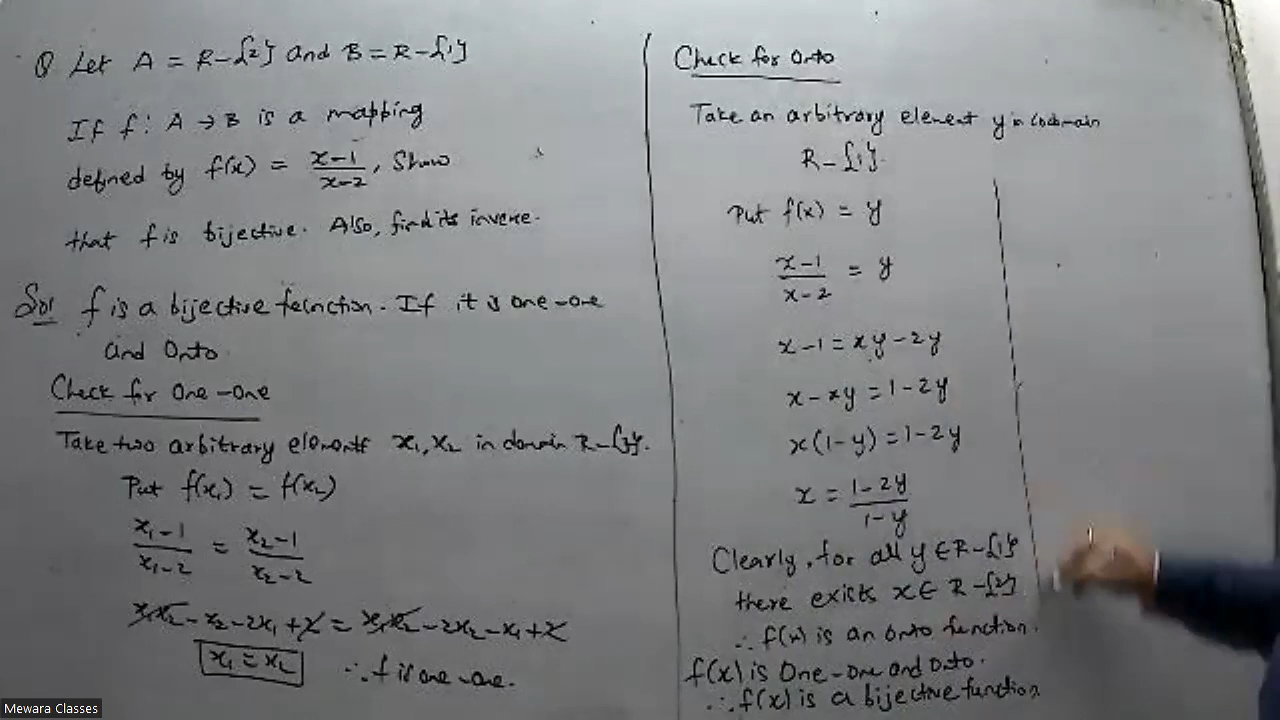 Q Let A = R-{2} and B = R-{1}
If f: A → B is a mapping
defined by f(x) = x-1/x-2, Show
that f is bijective. Also, find its inverse.
Sol f is a bijective function. If it is one-one
and Onto.
Check for One-One
Take two arbitrary elements x₁, x₂ in domain R-{2}.
Put f(x₁) = f(x₂)
x₁-1/x₁-2 = x₂-1/x₂-2
x₁x₂ - x₂ - 2x₁ + 2 = x₁x₂ - 2x₂ - x₁ + 2
x₁ = x₂ ∴ f is one-one.
Check for Onto
Take an arbitrary element y in codomain
R-{1}.
Put f(x) = y
x-1/x-2 = y
x-1 = xy-2y
x-xy = 1-2y
x(1-y) = 1-2y
x = 1-2y/1-y
Clearly, for all y ∈ R-{1}
there exists x ∈ R-{2}
∴ f(x) is an onto function.
f(x) is One-One and Onto.
∴ f(x) is a bijective function
Mewara Classes